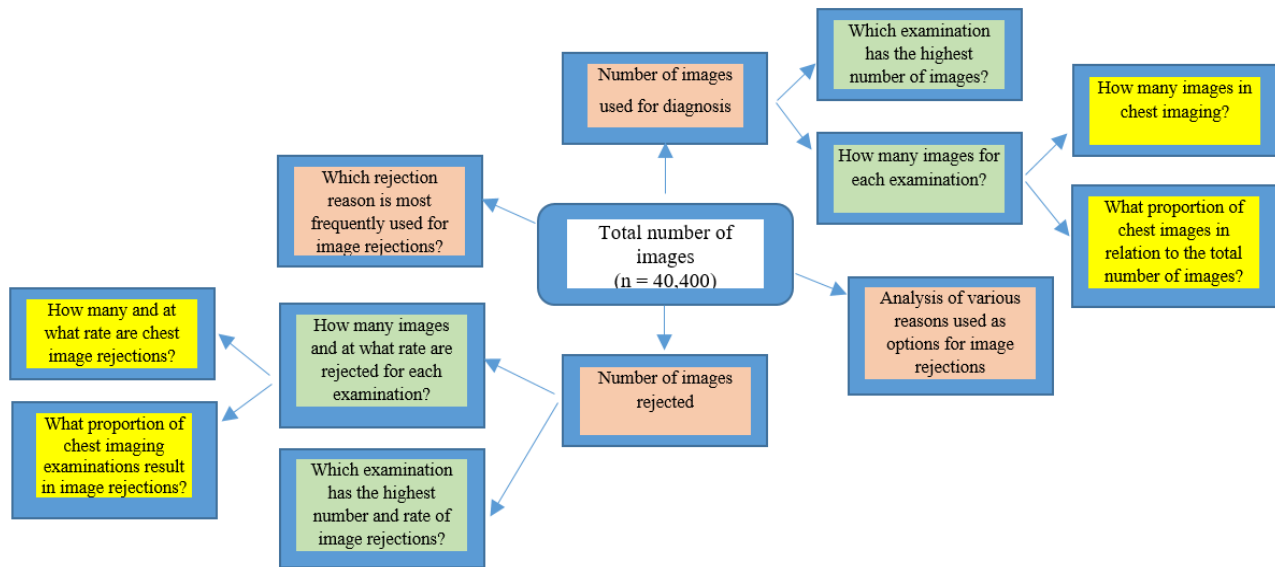 Number of images
used for diagnosis
Which examination
has the highest
number of images?
How many images for
each examination?
How many images in
chest imaging?
What proportion of
chest images in
relation to the total
number of images?
Which rejection
reason is most
frequently used for
image rejections?
Total number of
images
(n = 40,400)
Analysis of various
reasons used as
options for image
rejections
Number of images
rejected
How many images
and at what rate are
rejected for each
examination?
Which examination
has the highest
number and rate of
image rejections?
How many and at
what rate are chest
image rejections?
What proportion of
chest imaging
examinations result
in image rejections?